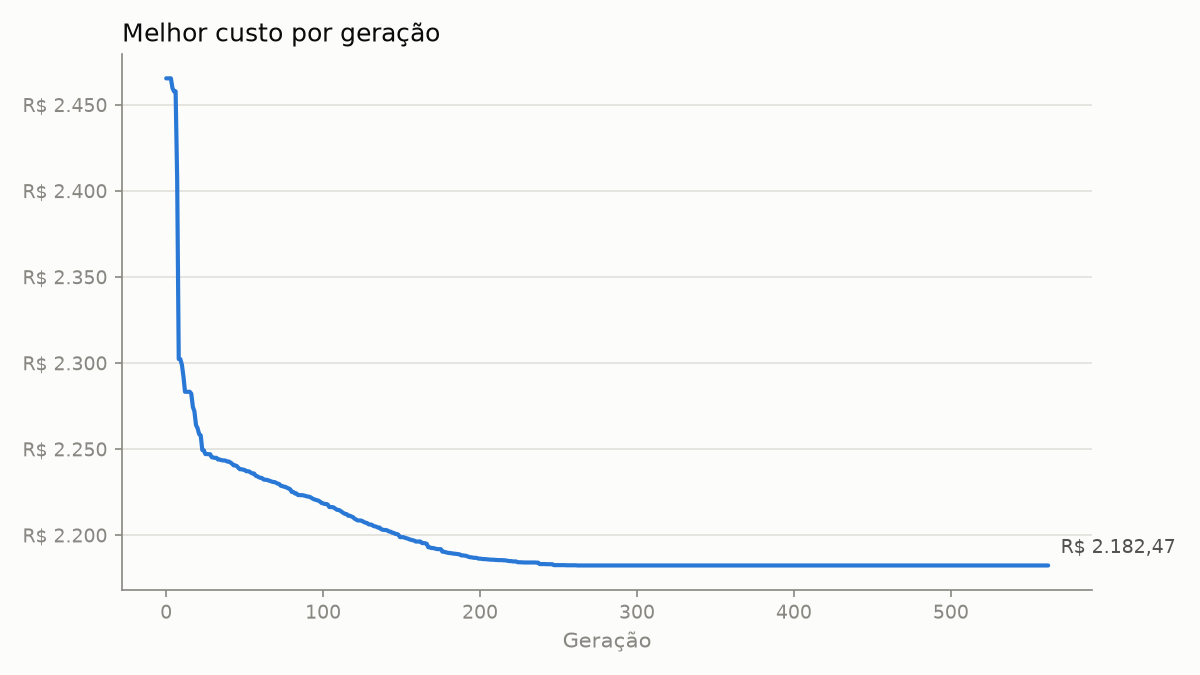 Melhor custo por geração
R$ 2.450
R$ 2.400
R$ 2.350
R$ 2.300
R$ 2.250
R$ 2.200
R$ 2.182,47
0 100 200 300 400 500
Geração